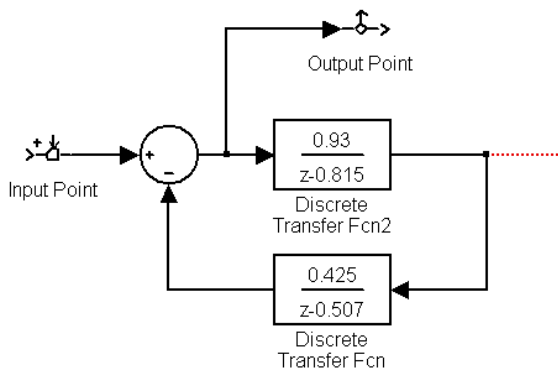 Output Point
+
Input Point
+
-
0.93
z-0.815
Discrete
Transfer Fcn2
0.425
z-0.507
Discrete
Transfer Fcn